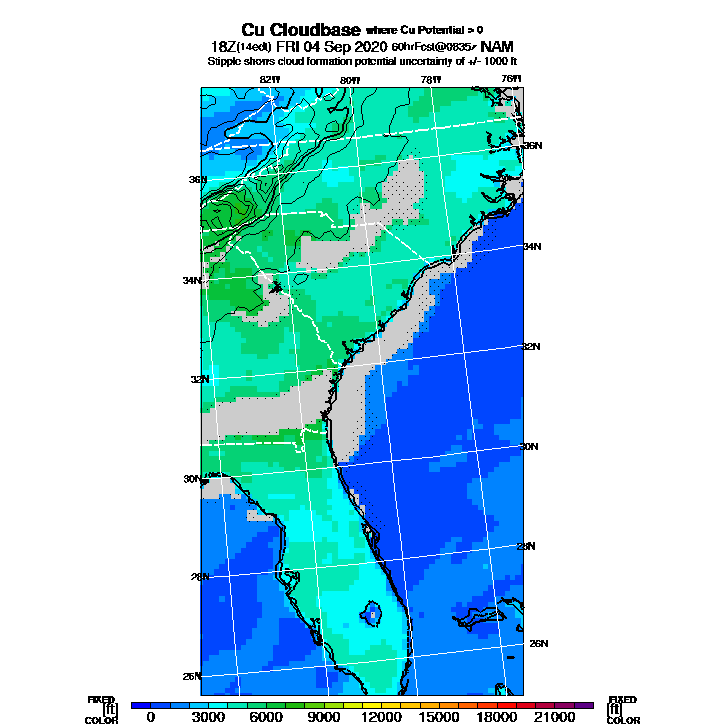 Cu Cloudbase where Cu Potential > 0
18Z(14edt) FRI 04 Sep 2020 60hrFcst@0835z NAM
Stipple shows cloud formation potential uncertainty of +/- 1000 ft
82W 80W 78W 76W
36N
36N
34N
34N
32N
32N
30N
30N
28N
28N
26N
26N
FIXED FIXED
[ft] [ft]
COLOR COLOR
0 3000 6000 9000 12000 15000 18000 21000